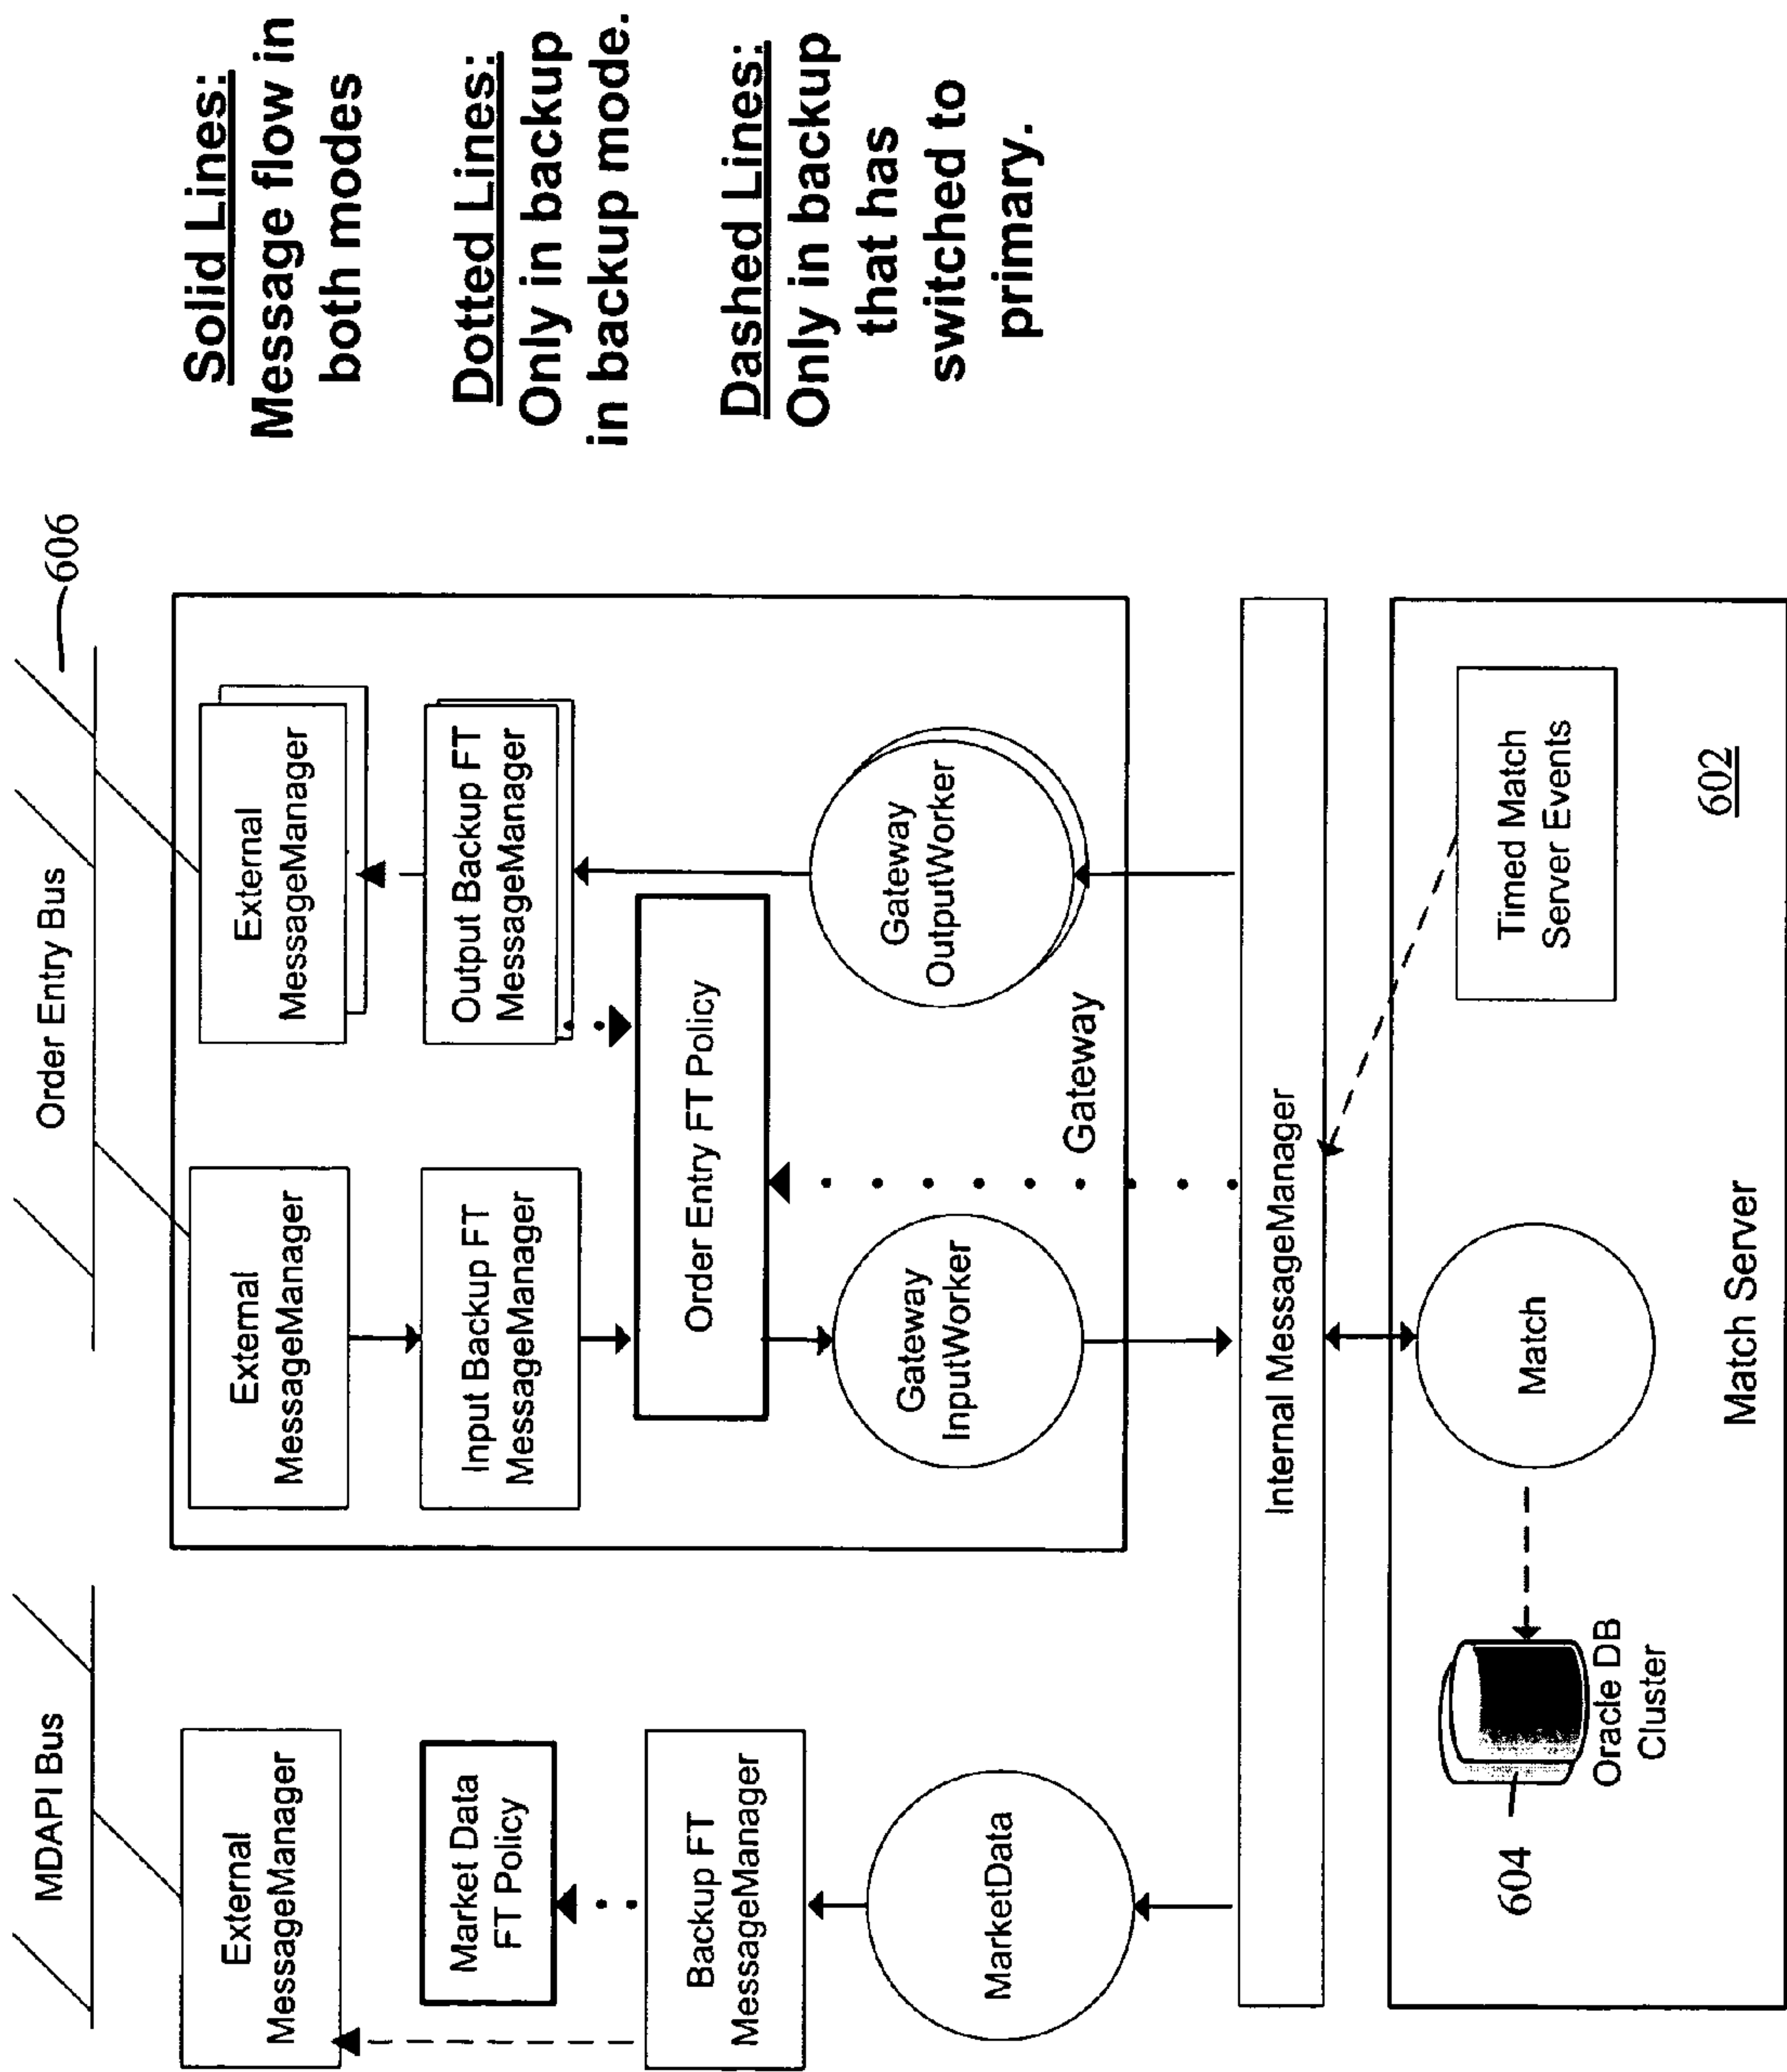 MDAPI Bus
Order Entry Bus
606
External
MessageManager
External
MessageManager
External
MessageManager
Market Data
FT Policy
Input Backup FT
MessageManager
Output Backup FT
MessageManager
Backup FT
MessageManager
Order Entry FT Policy
MarketData
Gateway
InputWorker
Gateway
OutputWorker
Gateway
Internal MessageManager
604
Oracle DB
Cluster
Match
Timed Match
Server Events
Match Server
602
Solid Lines:
Message flow in
both modes
Dotted Lines:
Only in backup
in backup mode.
Dashed Lines:
Only in backup
that has
switched to
primary.